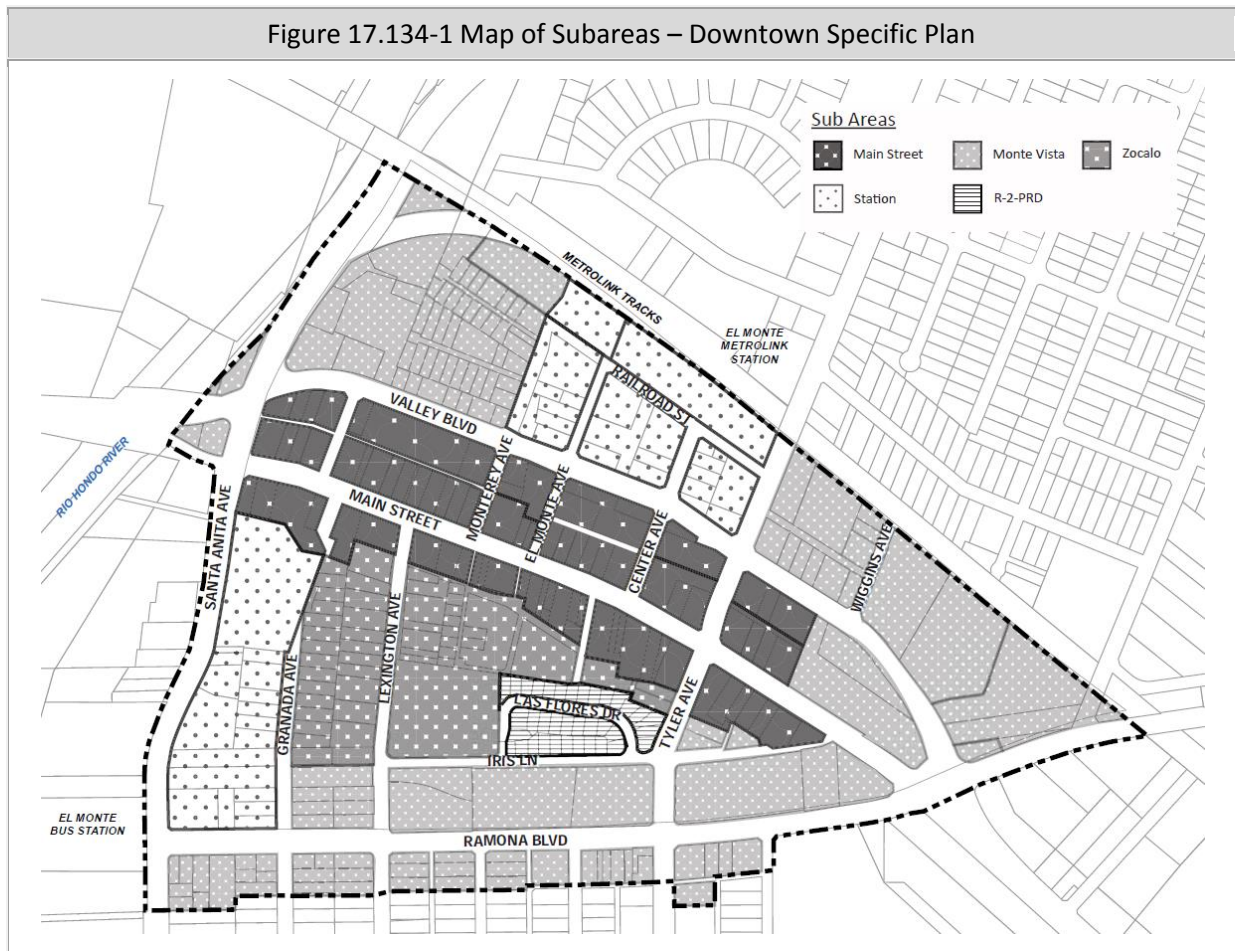 Figure 17.134-1 Map of Subareas – Downtown Specific Plan
Sub Areas
Main Street
Monte Vista
Zocalo
Station
R-2-PRD
METROLINK TRACKS
EL MONTE
METROLINK
STATION
RAILROAD ST
VALLEY BLVD
RIO HONDO RIVER
MONTEREY AVE
EL MONTE AVE
MAIN STREET
SANTA ANITA AVE
CENTER AVE
WIGGINS AVE
LEXINGTON AVE
GRANADA AVE
LAS FLORES DR
TYLER AVE
IRIS LN
EL MONTE
BUS STATION
RAMONA BLVD